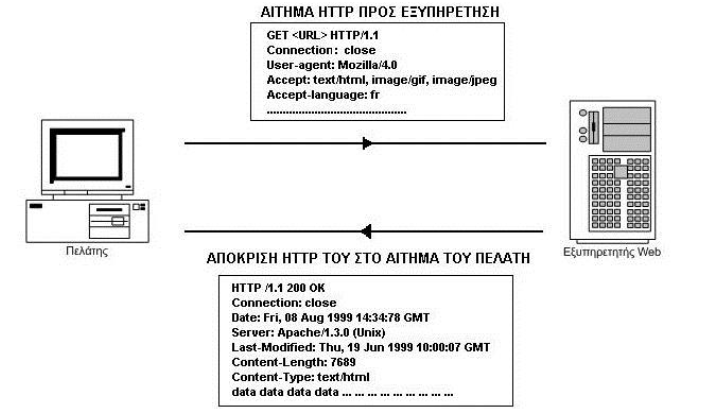 ΑΙΤΗΜΑ HTTP ΠΡΟΣ ΕΞΥΠΗΡΕΤΗΣΗ
GET <URL> HTTP/1.1
Connection: close
User-agent: Mozilla/4.0
Accept: text/html, image/gif, image/jpeg
Accept-language: fr
............................................
Πελάτης
Εξυπηρετητής Web
ΑΠΟΚΡΙΣΗ HTTP ΤΟΥ ΣΤΟ ΑΙΤΗΜΑ ΤΟΥ ΠΕΛΑΤΗ
HTTP /1.1 200 OK
Connection: close
Date: Fri, 08 Aug 1999 14:34:78 GMT
Server: Apache/1.3.0 (Unix)
Last-Modified: Thu, 19 Jun 1999 10:00:07 GMT
Content-Length: 7689
Content-Type: text/html
data data data data ... ... ... ... ... ... ... ... ...